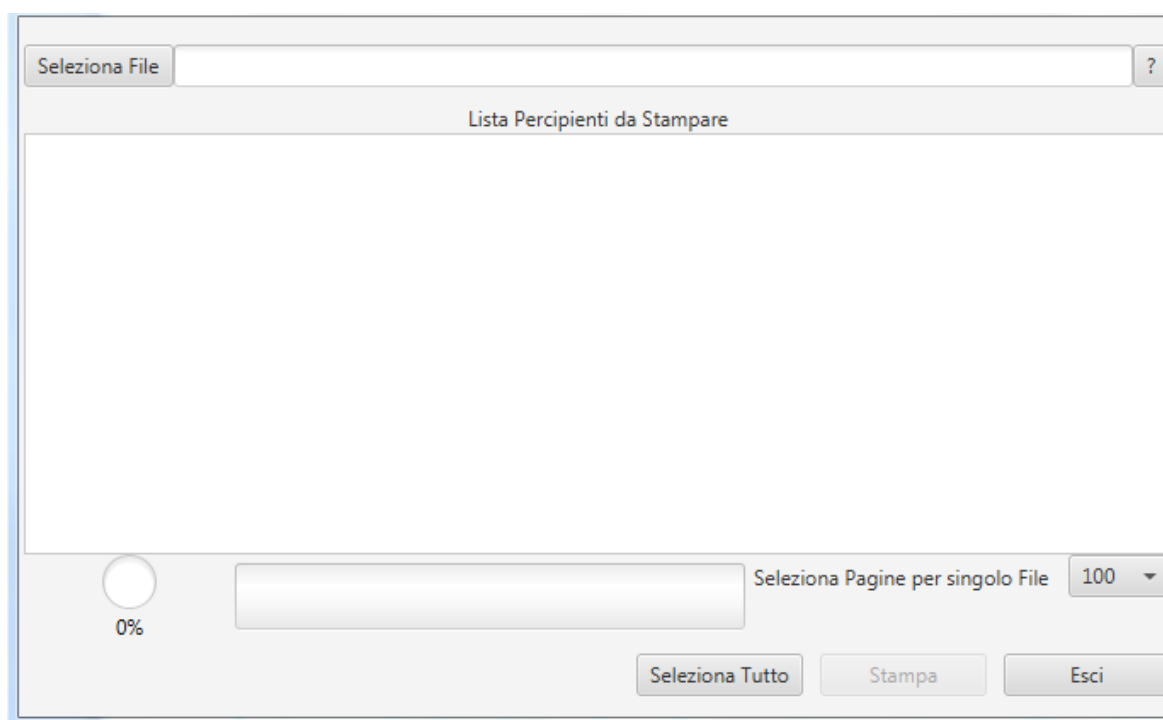 Seleziona File ?
Lista Percipienti da Stampare
Seleziona Pagine per singolo File 100
0%
Seleziona Tutto Stampa Esci